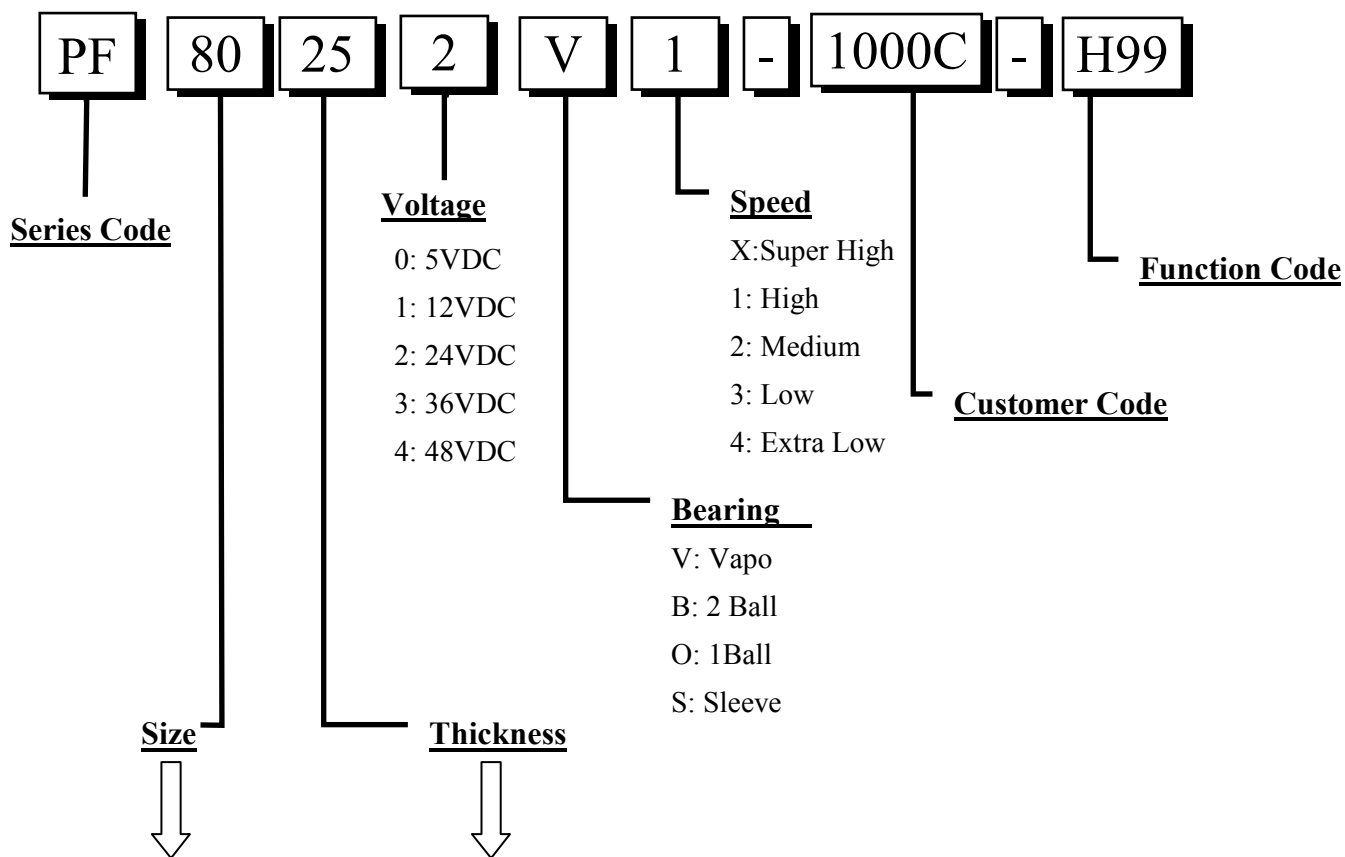 PF 80 25 2 V 1 - 1000C - H99
Series Code
Voltage
0: 5VDC
1: 12VDC
2: 24VDC
3: 36VDC
4: 48VDC
Speed
X:Super High
1: High
2: Medium
3: Low
4: Extra Low
Function Code
Customer Code
Bearing
V: Vapo
B: 2 Ball
O: 1Ball
S: Sleeve
Size
Thickness